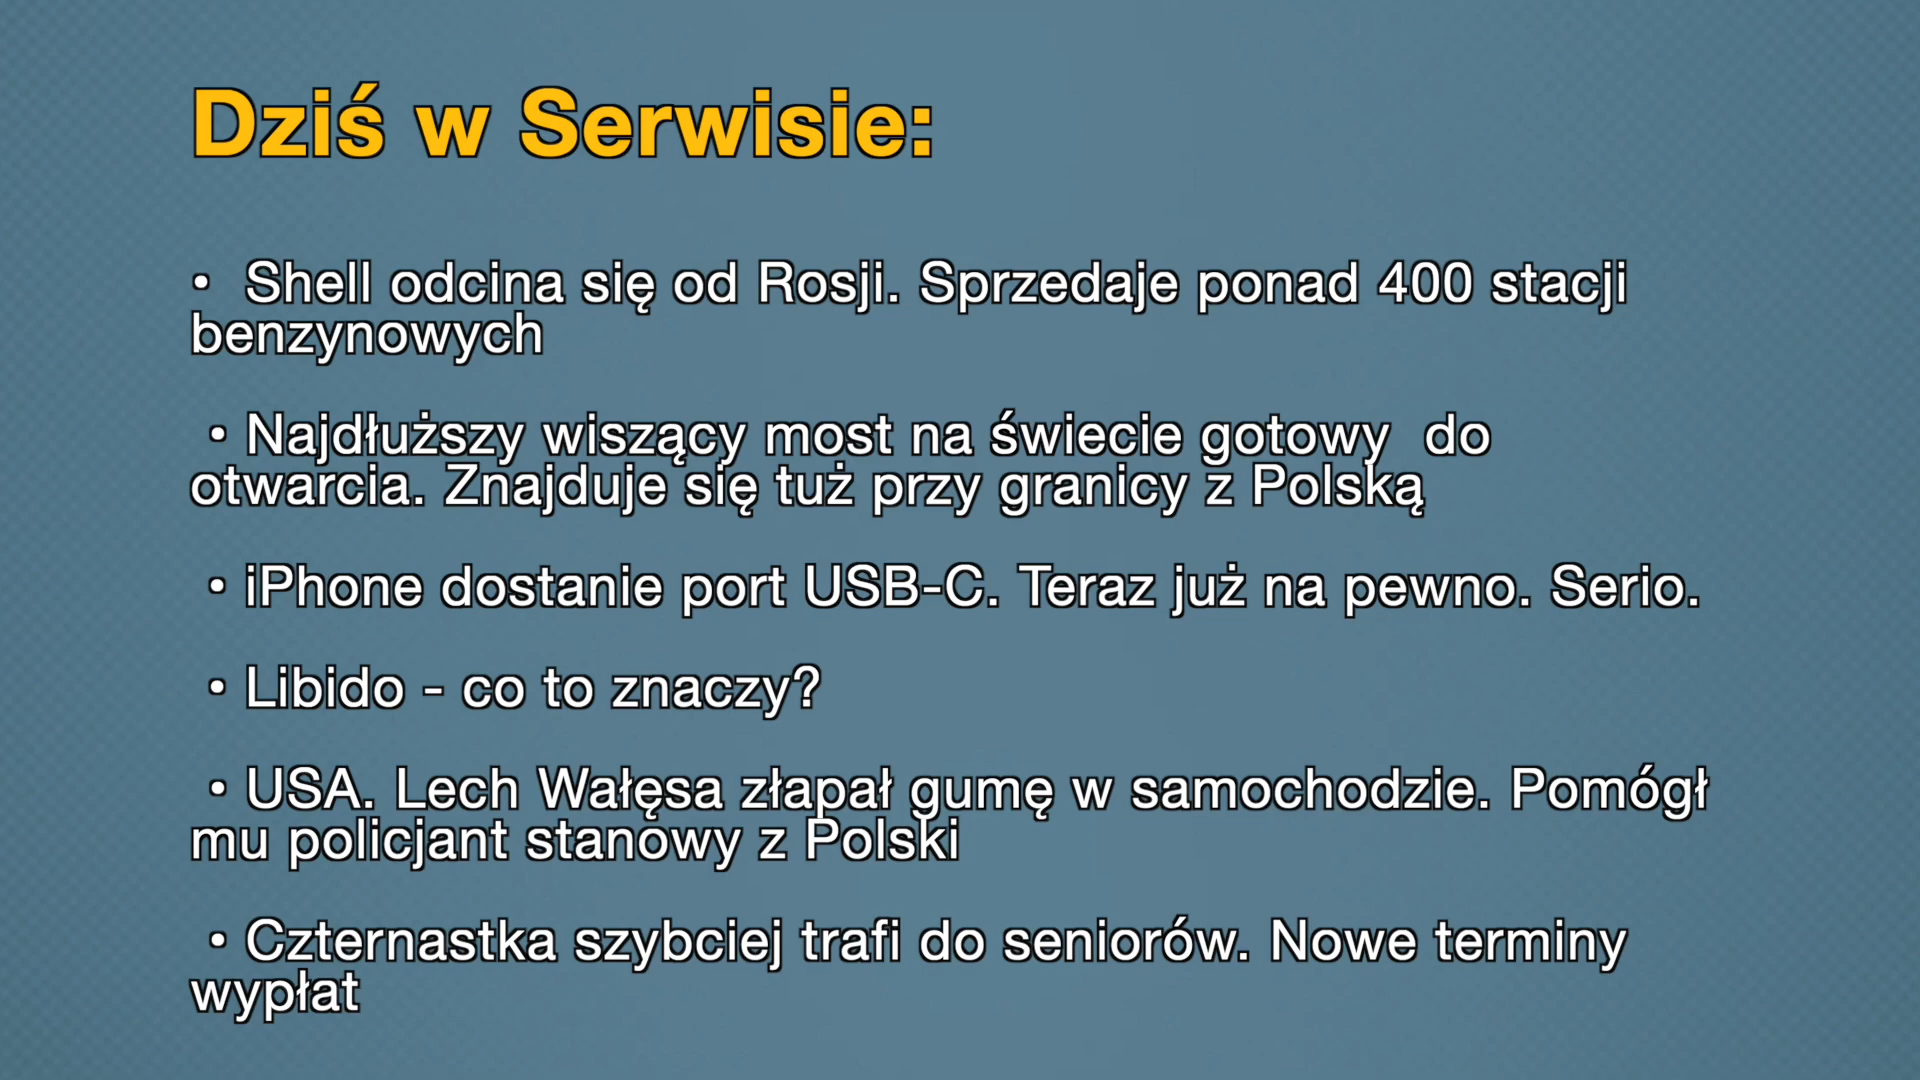 Dziś w Serwisie:
• Shell odcina się od Rosji. Sprzedaje ponad 400 stacji
benzynowych
• Najdłuższy wiszący most na świecie gotowy  do
otwarcia. Znajduje się tuż przy granicy z Polską
• iPhone dostanie port USB-C. Teraz już na pewno. Serio.
• Libido - co to znaczy?
• USA. Lech Wałęsa złapał gumę w samochodzie. Pomógł
mu policjant stanowy z Polski
• Czternastka szybciej trafi do seniorów. Nowe terminy
wypłat